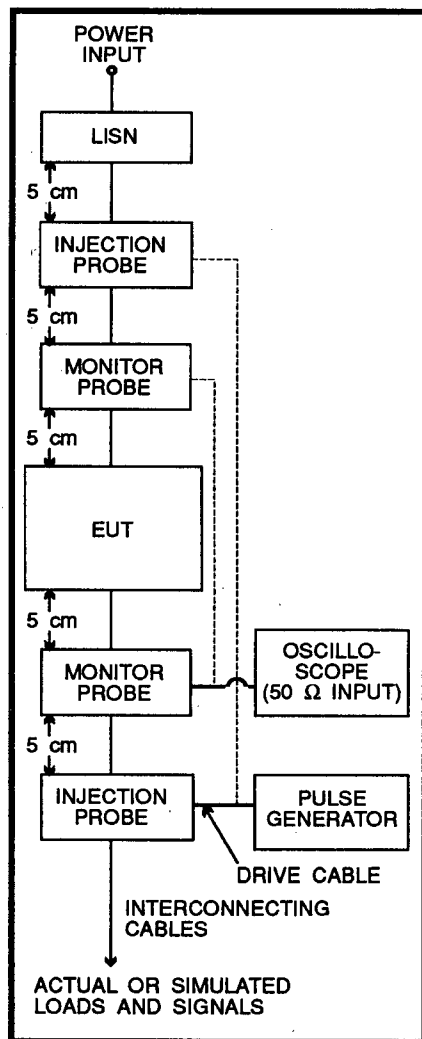 POWER
INPUT
LISN
5 cm
INJECTION
PROBE
5 cm
MONITOR
PROBE
5 cm
EUT
5 cm
MONITOR
PROBE
OSCILLO-
SCOPE
(50 Ω INPUT)
5 cm
INJECTION
PROBE
PULSE
GENERATOR
DRIVE CABLE
INTERCONNECTING
CABLES
ACTUAL OR SIMULATED
LOADS AND SIGNALS